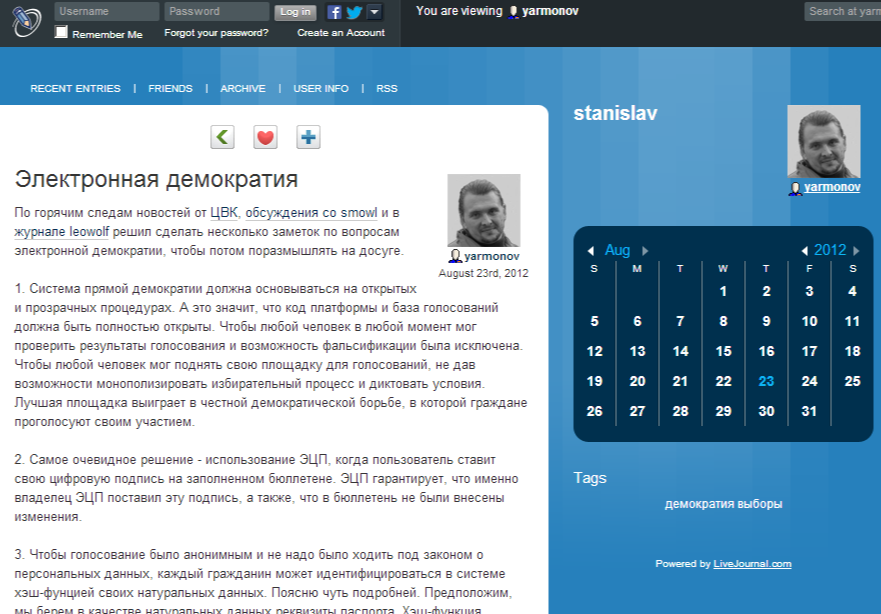 Username
Password
Log in
You are viewing yarmonov
Search at yarm
Remember Me
Forgot your password?
Create an Account
RECENT ENTRIES | FRIENDS | ARCHIVE | USER INFO | RSS
Электронная демократия
По горячим следам новостей от ЦВК, обсуждения со smowl и в
журнале leowolf решил сделать несколько заметок по вопросам
электронной демократии, чтобы потом поразмышлять на досуге.
yarmonov
August 23rd, 2012
1. Система прямой демократии должна основываться на открытых
и прозрачных процедурах. А это значит, что код платформы и база голосований
должна быть полностью открыты. Чтобы любой человек в любой момент мог
проверить результаты голосования и возможность фальсификации была исключена.
Чтобы любой человек мог поднять свою площадку для голосований, не дав
возможности монополизировать избирательный процесс и диктовать условия.
Лучшая площадка выиграет в честной демократической борьбе, в которой граждане
проголосуют своим участием.
2. Самое очевидное решение - использование ЭЦП, когда пользователь ставит
свою цифровую подпись на заполненном бюллетене. ЭЦП гарантирует, что именно
владелец ЭЦП поставил эту подпись, а также, что в бюллетень не были внесены
изменения.
3. Чтобы голосование было анонимным и не надо было ходить под законом о
персональных данных, каждый гражданин может идентифицироваться в системе
хэш-фунцией своих натуральных данных. Поясню чуть подробней. Предположим,
мы берем в качестве натуральных данных реквизиты паспорта. Хэш-функция
stanislav
yarmonov
Aug 2012
S M T W T F S
1 2 3 4
5 6 7 8 9 10 11
12 13 14 15 16 17 18
19 20 21 22 23 24 25
26 27 28 29 30 31
Tags
демократия выборы
Powered by LiveJournal.com